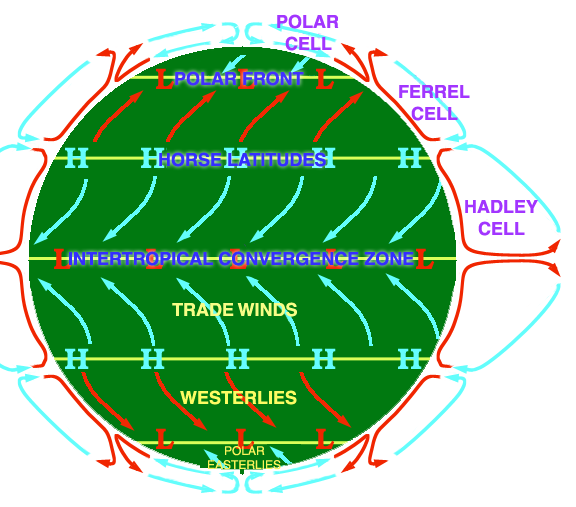 POLAR
CELL
L POLAR FRONT L L
FERREL
CELL
H H HORSE LATITUDES H H H
HADLEY
CELL
L INTERTROPICAL CONVERGENCE ZONE L L L L
TRADE WINDS
H H H H H
WESTERLIES
L L L
POLAR
EASTERLIES